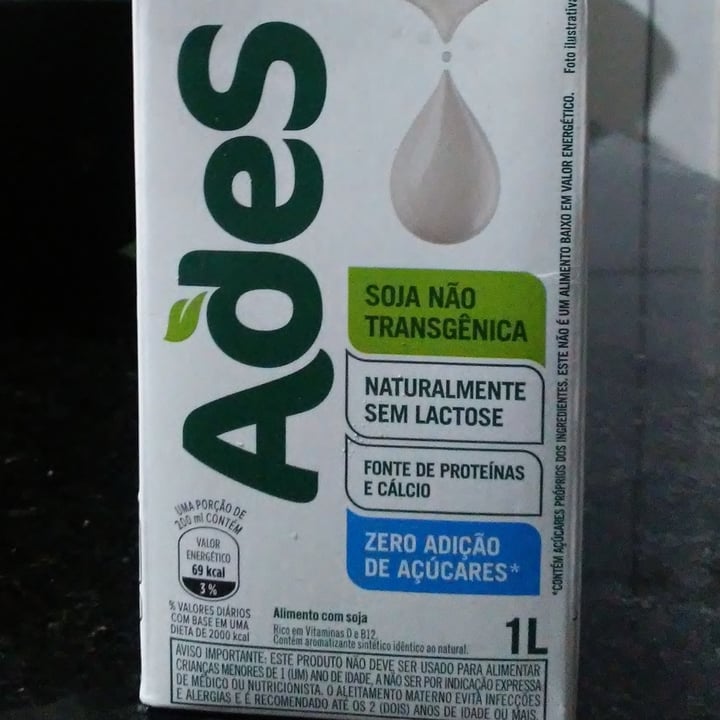 AdeS
SOJA NÃO
TRANSGÊNICA
NATURALMENTE
SEM LACTOSE
FONTE DE PROTEÍNAS
E CÁLCIO
ZERO ADIÇÃO
DE AÇÚCARES*
UMA PORÇÃO DE
200 ml CONTÉM
VALOR
ENERGÉTICO
69 kcal
3%
% VALORES DIÁRIOS
COM BASE EM UMA
DIETA DE 2000 kcal
Alimento com soja
Rico em Vitaminas D e B12.
Contém aromatizante sintético idêntico ao natural.
1L
AVISO IMPORTANTE: ESTE PRODUTO NÃO DEVE SER USADO PARA ALIMENTAR
CRIANÇAS MENORES DE 1 (UM) ANO DE IDADE, A NÃO SER POR INDICAÇÃO EXPRESSA
DE MÉDICO OU NUTRICIONISTA. O ALEITAMENTO MATERNO EVITA INFECÇÕES
E ALERGIAS E É RECOMENDADO ATÉ OS 2 (DOIS) ANOS DE IDADE OU MAIS.
*CONTÉM AÇÚCARES PRÓPRIOS DOS INGREDIENTES. ESTE NÃO É UM ALIMENTO BAIXO EM VALOR ENERGÉTICO. Foto ilustrativa